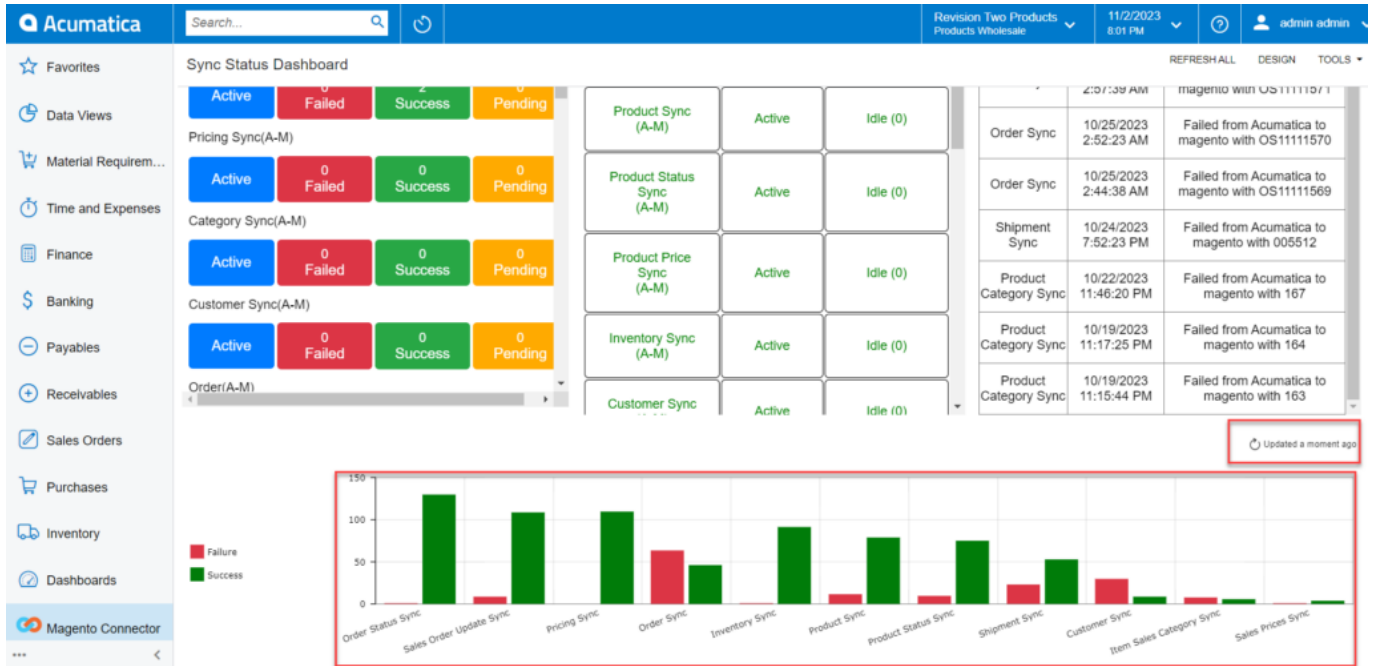 Acumatica
Search...
Revision Two Products
Products Wholesale
11/2/2023
8:01 PM
admin admin
Favorites
Data Views
Material Requirem...
Time and Expenses
Finance
Banking
Payables
Receivables
Sales Orders
Purchases
Inventory
Dashboards
Magento Connector
Sync Status Dashboard
REFRESH ALL
DESIGN
TOOLS
Active
Failed
2
Success
Pending
Pricing Sync(A-M)
Active
0
Failed
0
Success
0
Pending
Category Sync(A-M)
Active
0
Failed
0
Success
0
Pending
Customer Sync(A-M)
Active
0
Failed
0
Success
0
Pending
Order(A-M)
Product Sync
(A-M)
Active
Idle (0)
Product Status
Sync
(A-M)
Active
Idle (0)
Product Price
Sync
(A-M)
Active
Idle (0)
Inventory Sync
(A-M)
Active
Idle (0)
Customer Sync
Active
Idle (0)
2:57:39 AM
magento with OS11111571
Order Sync
10/25/2023
2:52:23 AM
Failed from Acumatica to
magento with OS11111570
Order Sync
10/25/2023
2:44:38 AM
Failed from Acumatica to
magento with OS11111569
Shipment
Sync
10/24/2023
7:52:23 PM
Failed from Acumatica to
magento with 005512
Product
Category Sync
10/22/2023
11:46:20 PM
Failed from Acumatica to
magento with 167
Product
Category Sync
10/19/2023
11:17:25 PM
Failed from Acumatica to
magento with 164
Product
Category Sync
10/19/2023
11:15:44 PM
Failed from Acumatica to
magento with 163
Updated a moment ago
Failure
Success
150
100
50
0
Order Status Sync
Sales Order Update Sync
Pricing Sync
Order Sync
Inventory Sync
Product Sync
Product Status Sync
Shipment Sync
Customer Sync
Item Sales Category Sync
Sales Prices Sync